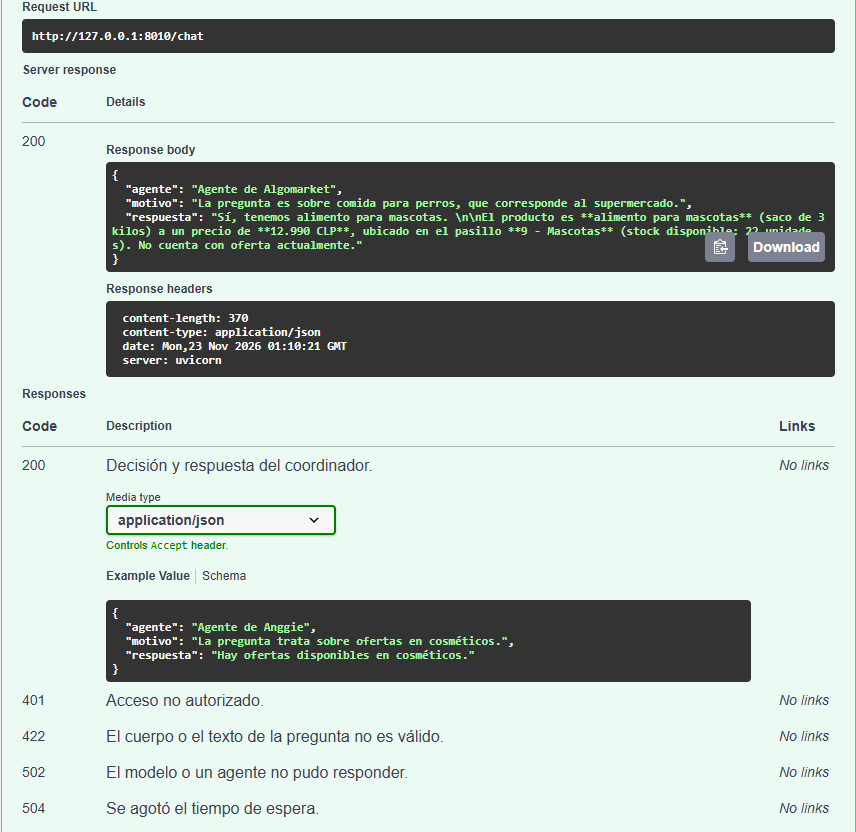 Request URL
http://127.0.0.1:8010/chat
Server response
Code Details
200
Response body
{
"agente": "Agente de Algomarket",
"motivo": "La pregunta es sobre comida para perros, que corresponde al supermercado.",
"respuesta": "Sí, tenemos alimento para mascotas. \n\nEl producto es **alimento para mascotas** (saco de 3
kilos) a un precio de **12.990 CLP**, ubicado en el pasillo **9 - Mascotas** (stock disponible: 22 unidade
s). No cuenta con oferta actualmente."
}
Download
Response headers
content-length: 370
content-type: application/json
date: Mon,23 Nov 2026 01:10:21 GMT
server: uvicorn
Responses
Code Description Links
200 Decisión y respuesta del coordinador. No links
Media type
application/json
Controls Accept header.
Example Value Schema
{
"agente": "Agente de Anggie",
"motivo": "La pregunta trata sobre ofertas en cosméticos.",
"respuesta": "Hay ofertas disponibles en cosméticos."
}
401 Acceso no autorizado. No links
422 El cuerpo o el texto de la pregunta no es válido. No links
502 El modelo o un agente no pudo responder. No links
504 Se agotó el tiempo de espera. No links